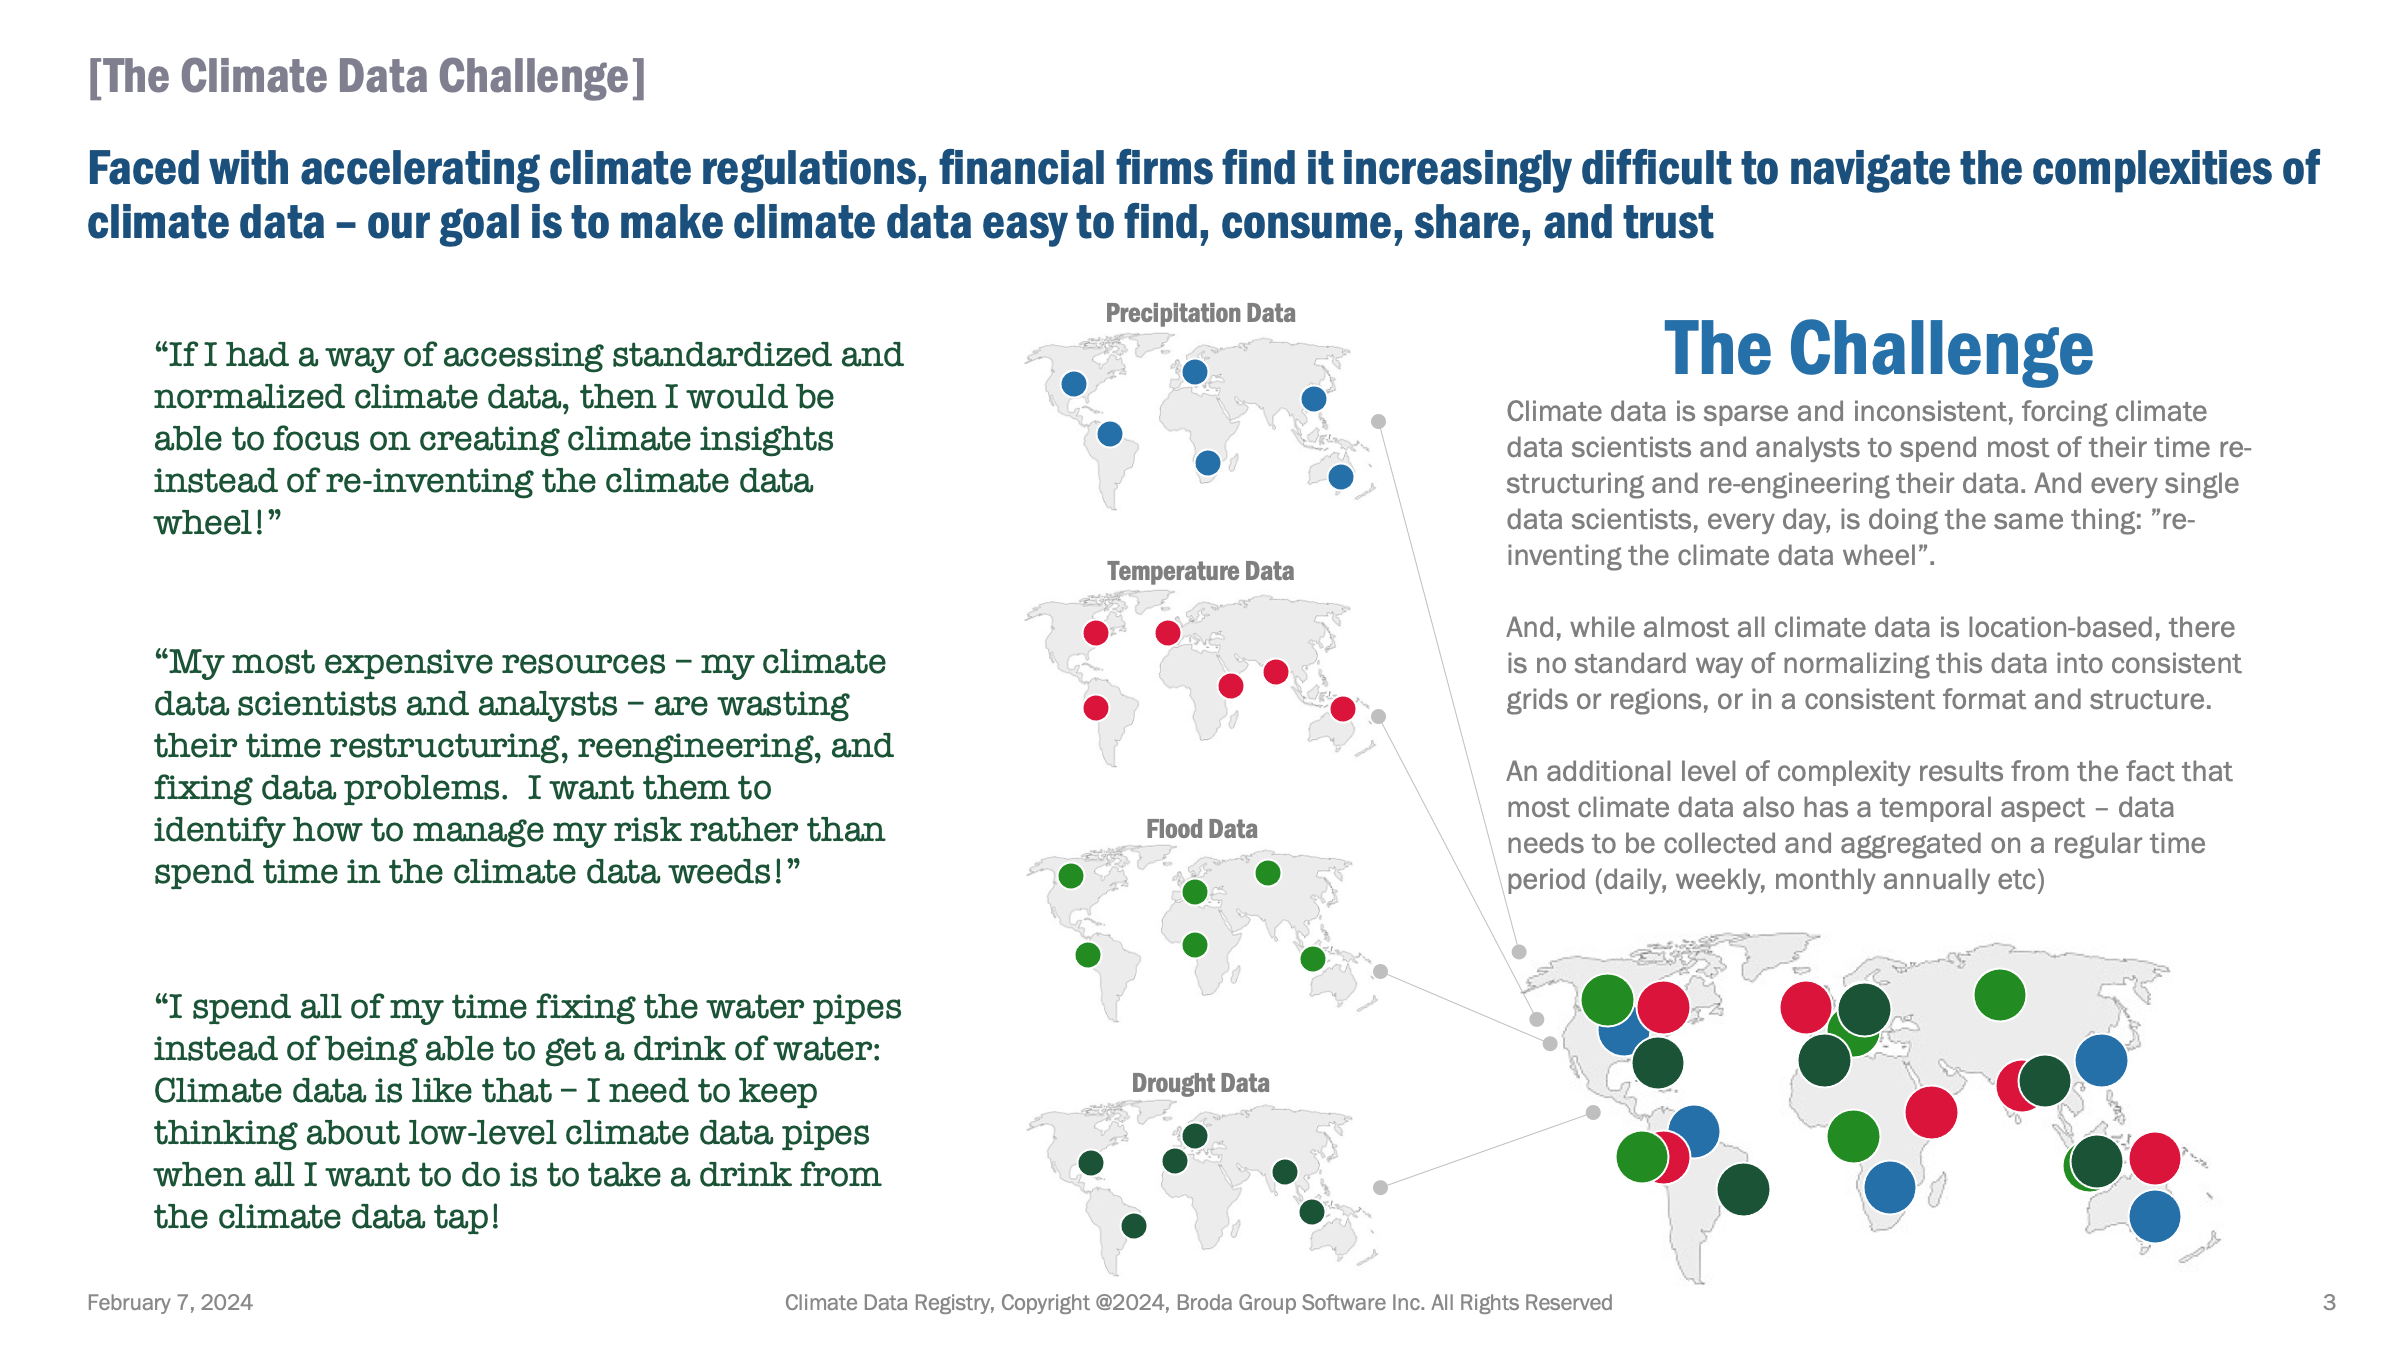 [The Climate Data Challenge]
Faced with accelerating climate regulations, financial firms find it increasingly difficult to navigate the complexities of
climate data – our goal is to make climate data easy to find, consume, share, and trust
“If I had a way of accessing standardized and
normalized climate data, then I would be
able to focus on creating climate insights
instead of re-inventing the climate data
wheel!”
“My most expensive resources – my climate
data scientists and analysts – are wasting
their time restructuring, reengineering, and
fixing data problems.  I want them to
identify how to manage my risk rather than
spend time in the climate data weeds!”
“I spend all of my time fixing the water pipes
instead of being able to get a drink of water:
Climate data is like that – I need to keep
thinking about low-level climate data pipes
when all I want to do is to take a drink from
the climate data tap!
Precipitation Data
Temperature Data
Flood Data
Drought Data
The Challenge
Climate data is sparse and inconsistent, forcing climate
data scientists and analysts to spend most of their time re-
structuring and re-engineering their data. And every single
data scientists, every day, is doing the same thing: ”re-
inventing the climate data wheel”.
And, while almost all climate data is location-based, there
is no standard way of normalizing this data into consistent
grids or regions, or in a consistent format and structure.
An additional level of complexity results from the fact that
most climate data also has a temporal aspect – data
needs to be collected and aggregated on a regular time
period (daily, weekly, monthly annually etc)
February 7, 2024
Climate Data Registry, Copyright @2024, Broda Group Software Inc. All Rights Reserved
3